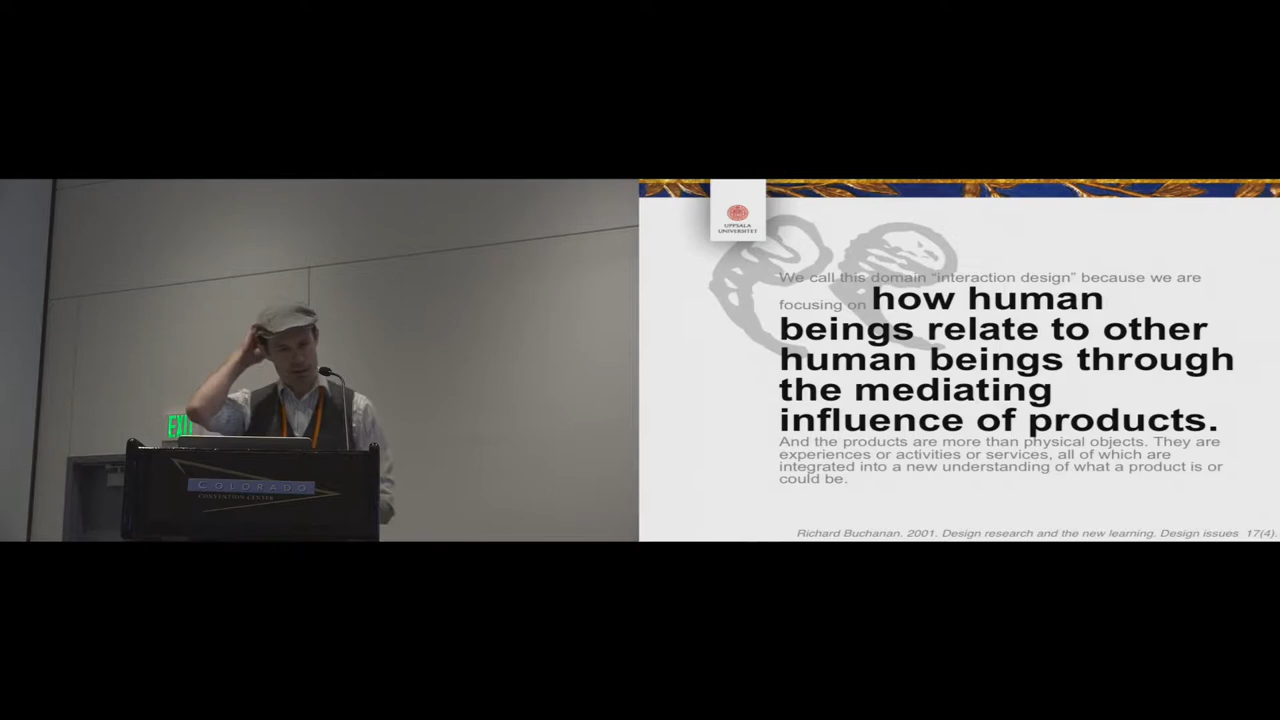 EXIT
COLORADO
CONVENTION CENTER
UPPSALA
UNIVERSITET
We call this domain “interaction design” because we are
focusing on how human
beings relate to other
human beings through
the mediating
influence of products.
And the products are more than physical objects. They are
experiences or activities or services, all of which are
integrated into a new understanding of what a product is or
could be.
Richard Buchanan. 2001. Design research and the new learning. Design issues 17(4).